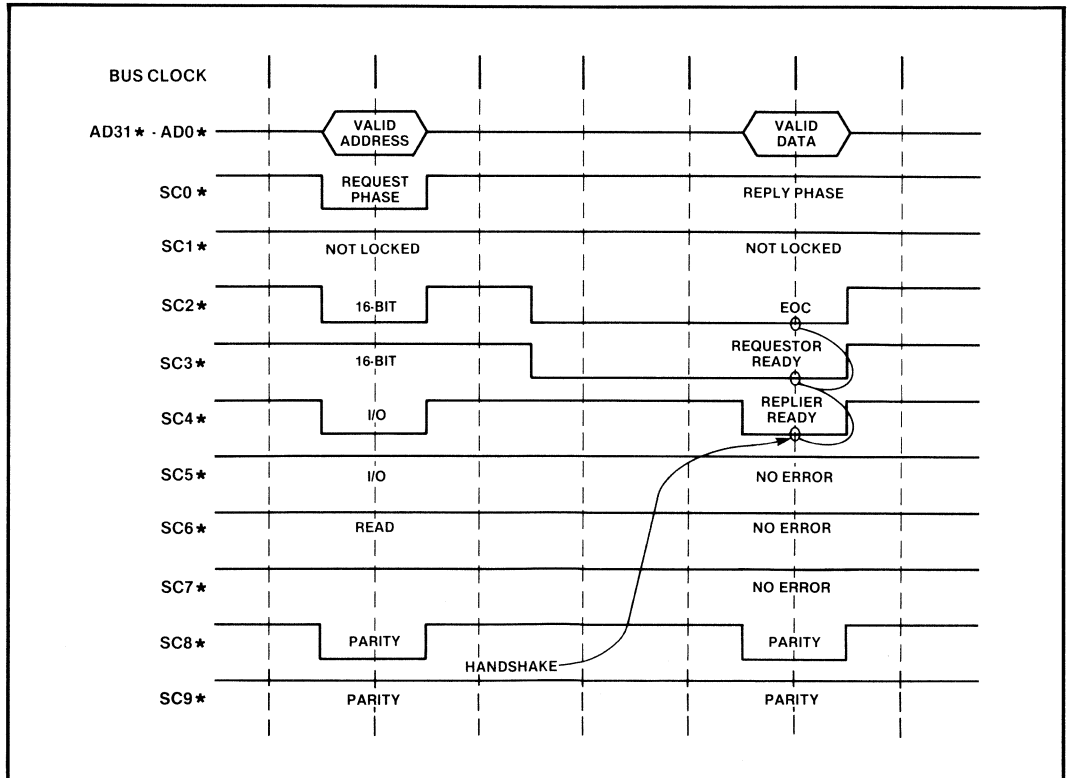 BUS CLOCK
AD31★ - AD0★
VALID
ADDRESS
VALID
DATA
SC0★
REQUEST
PHASE
REPLY PHASE
SC1★
NOT LOCKED
NOT LOCKED
SC2★
16-BIT
EOC
SC3★
16-BIT
REQUESTOR
READY
SC4★
I/O
REPLIER
READY
SC5★
I/O
NO ERROR
SC6★
READ
NO ERROR
SC7★
NO ERROR
SC8★
PARITY
PARITY
HANDSHAKE
SC9★
PARITY
PARITY